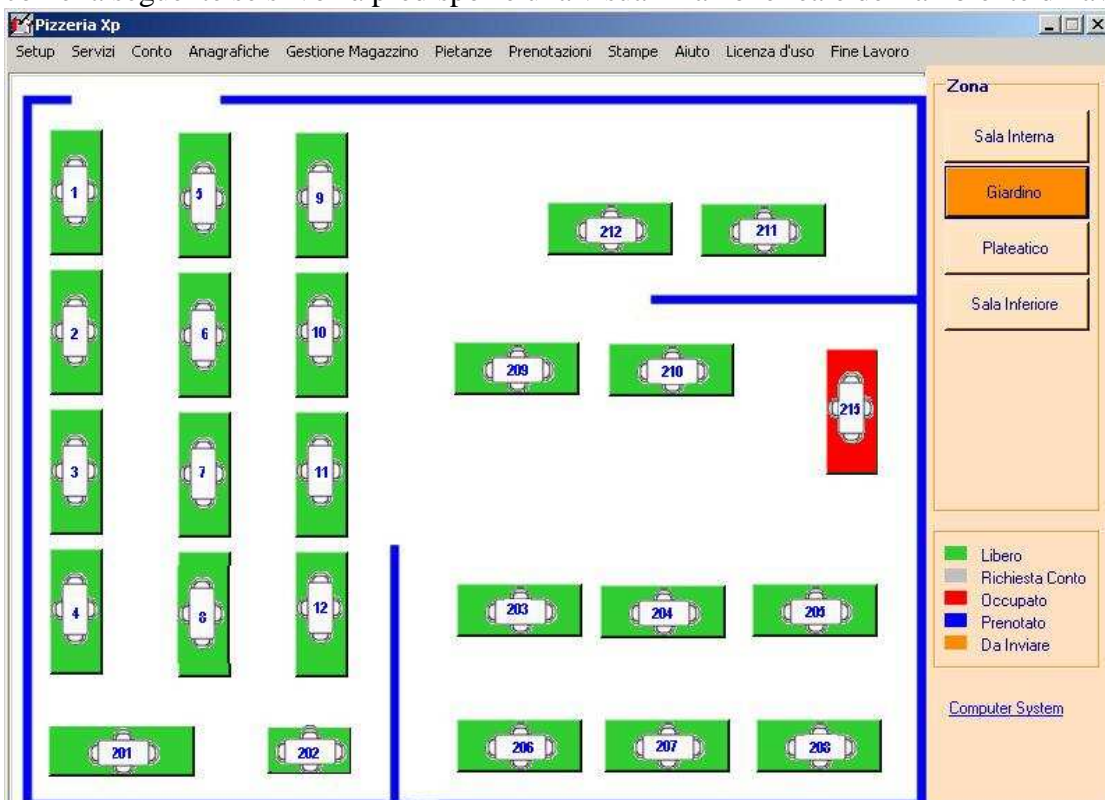 Pizzeria Xp
Setup Servizi Conto Anagrafiche Gestione Magazzino Pietanze Prenotazioni Stampe Aiuto Licenza d'uso Fine Lavoro
Zona
Sala Interna
Giardino
Plateatico
Sala Inferiore
1 5 9
212 211
2 6 10
209 210
215
3 7 11
4 8 12
203 204 205
201 202
206 207 208
Libero
Richiesta Conto
Occupato
Prenotato
Da Inviare
Computer System